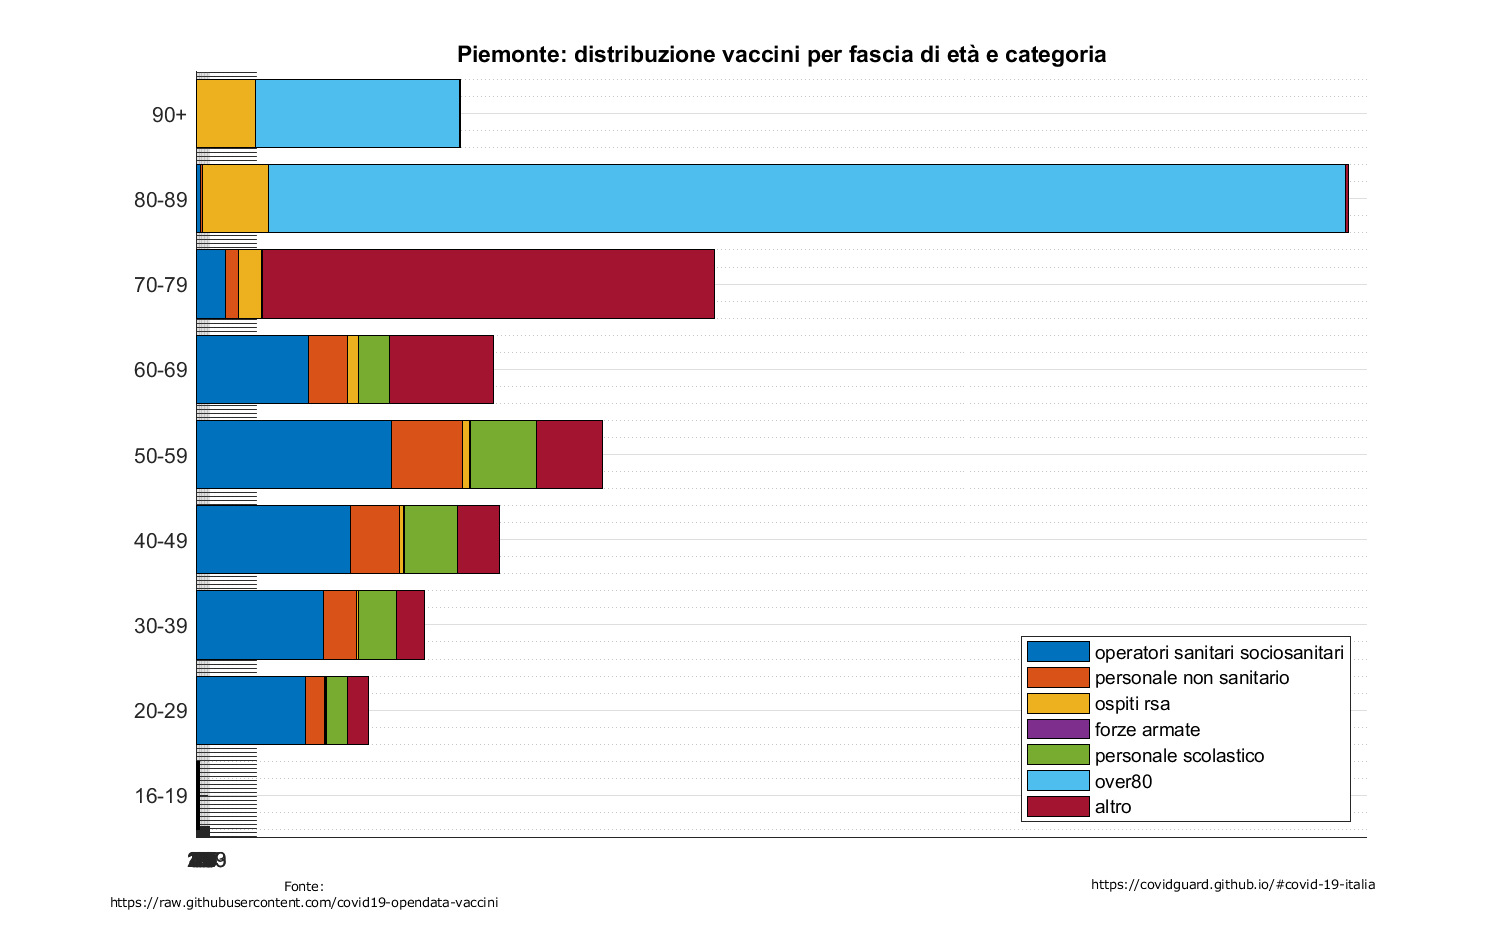 Piemonte: distribuzione vaccini per fascia di età e categoria
90+
80-89
70-79
60-69
50-59
40-49
30-39
20-29
16-19
operatori sanitari sociosanitari
personale non sanitario
ospiti rsa
forze armate
personale scolastico
over80
altro
Fonte:
https://raw.githubusercontent.com/covid19-opendata-vaccini
https://covidguard.github.io/#covid-19-italia